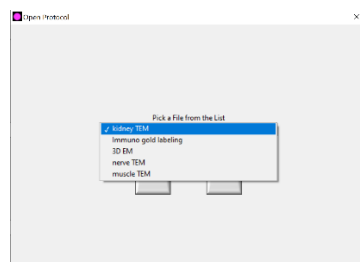 Open Protocol
Pick a File from the List
✓ kidney TEM
Immuno gold labeling
3D EM
nerve TEM
muscle TEM